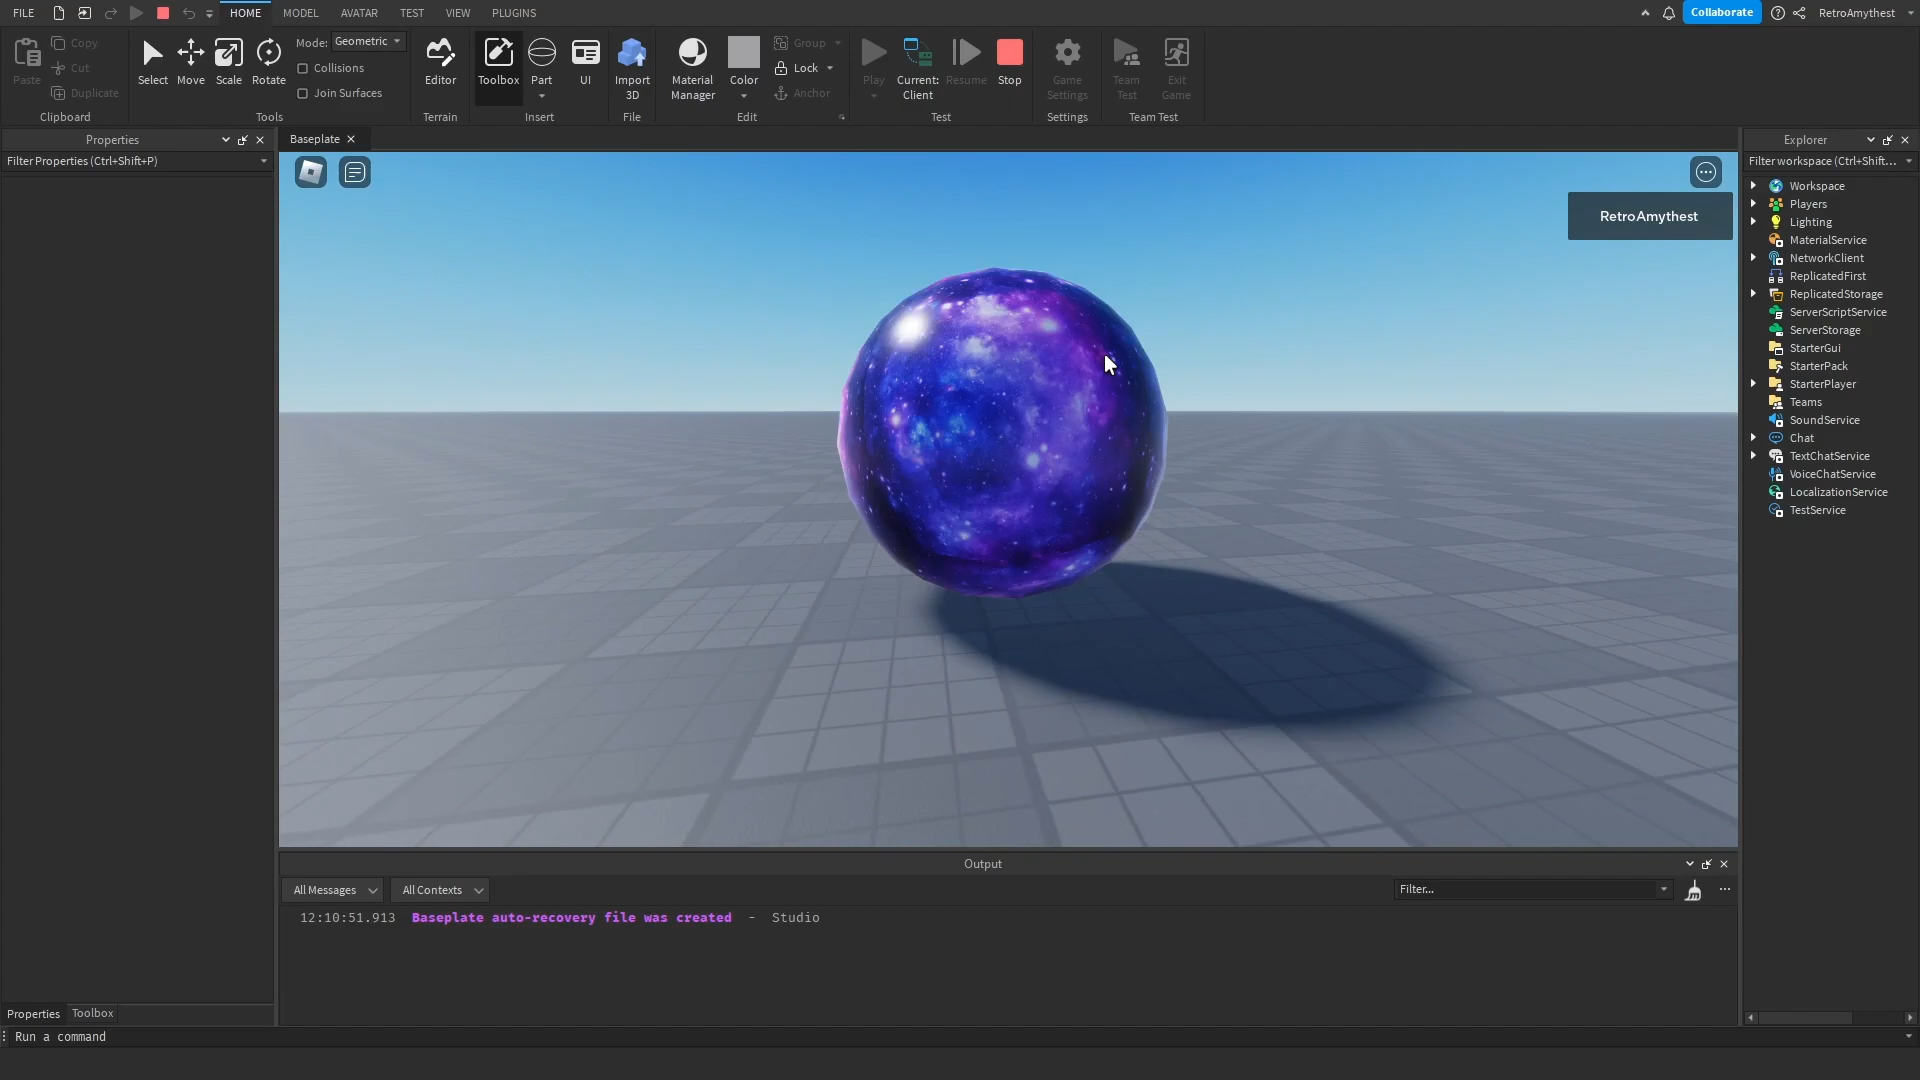 FILE HOME MODEL AVATAR TEST VIEW PLUGINS Collaborate RetroAmythest
Paste Copy Cut Duplicate
Clipboard
Select Move Scale Rotate
Mode: Geometric
Collisions
Join Surfaces
Tools
Editor
Terrain
Toolbox Part UI
Insert
Import
3D
File
Material
Manager
Color
Group
Lock
Anchor
Edit
Play
Current:
Client
Resume Stop
Test
Game
Settings
Settings
Team
Test
Exit
Game
Team Test
Properties
Filter Properties (Ctrl+Shift+P)
Baseplate
RetroAmythest
Explorer
Filter workspace (Ctrl+Shift...
Workspace
Players
Lighting
MaterialService
NetworkClient
ReplicatedFirst
ReplicatedStorage
ServerScriptService
ServerStorage
StarterGui
StarterPack
StarterPlayer
Teams
SoundService
Chat
TextChatService
VoiceChatService
LocalizationService
TestService
Output
All Messages All Contexts Filter...
12:10:51.913 Baseplate auto-recovery file was created - Studio
Properties Toolbox
Run a command